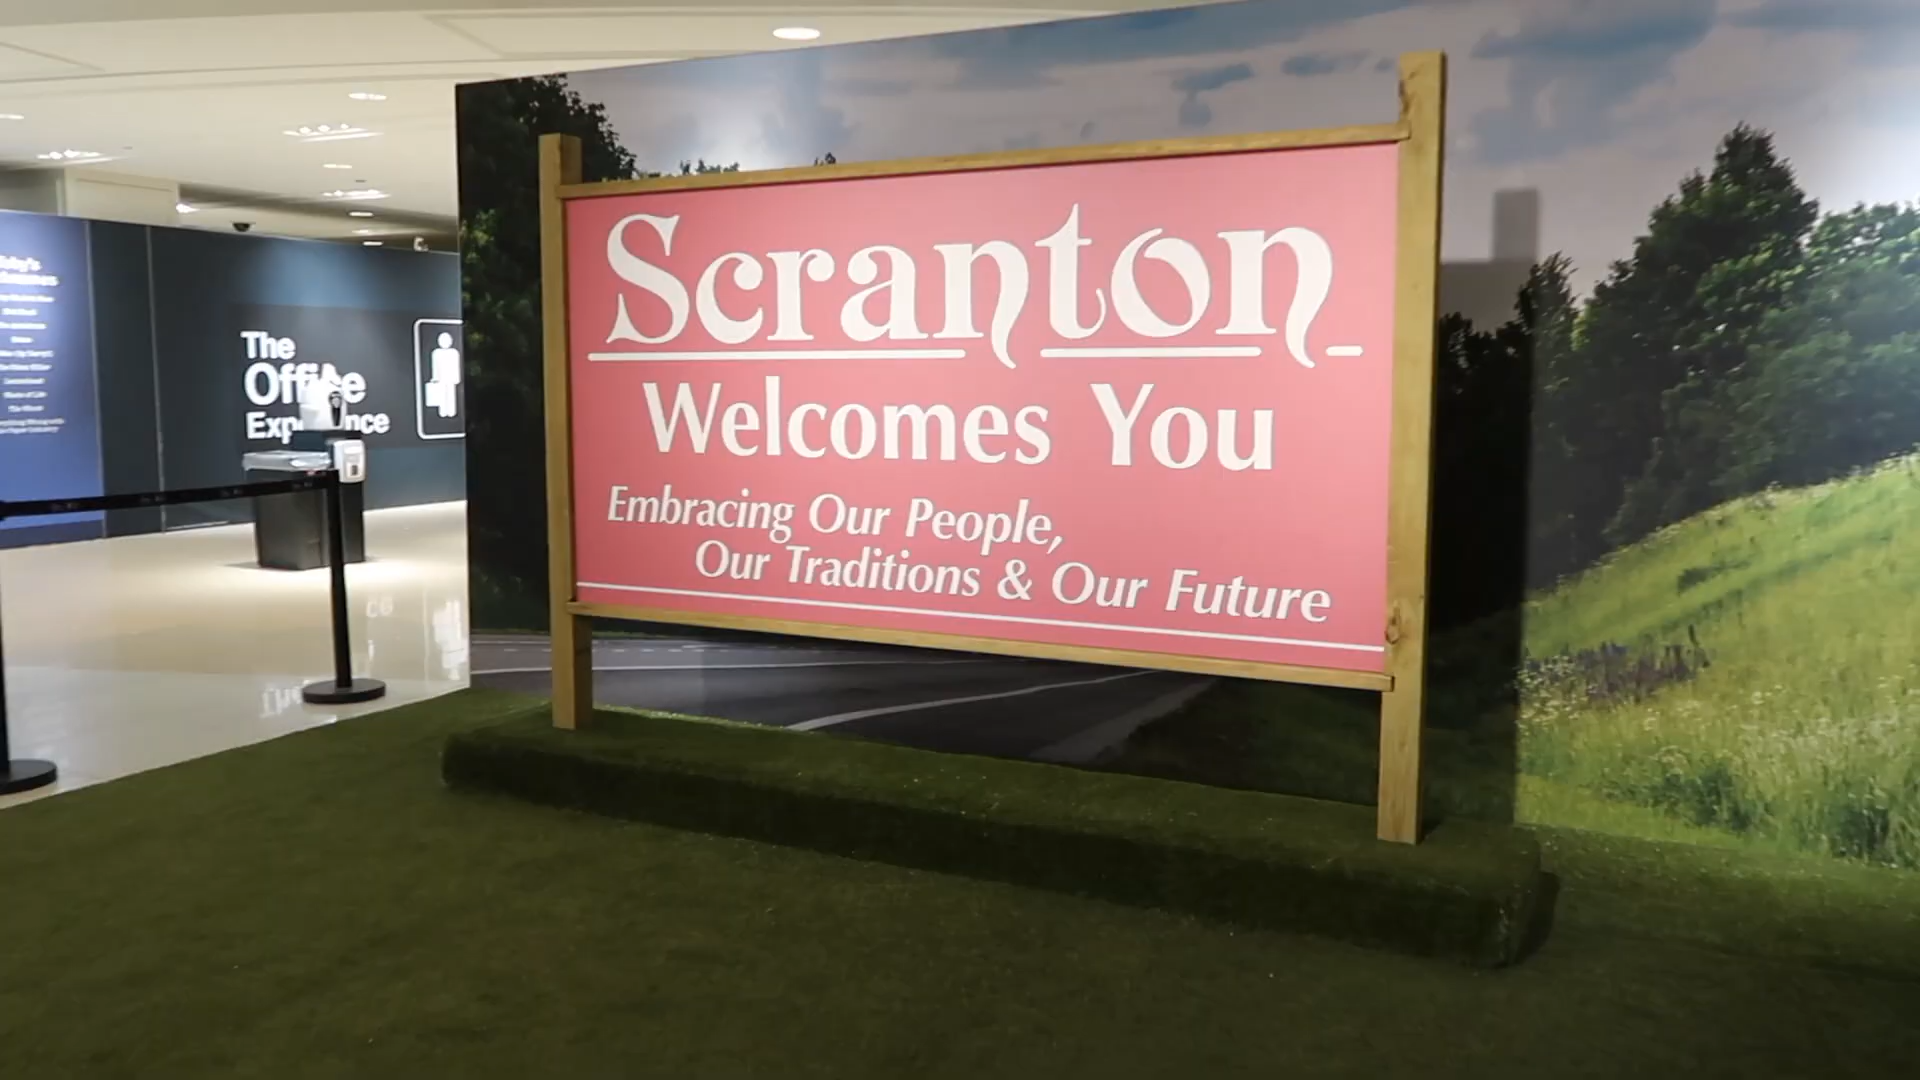 Scranton
Welcomes You
Embracing Our People,
Our Traditions & Our Future
The
Office
Experience